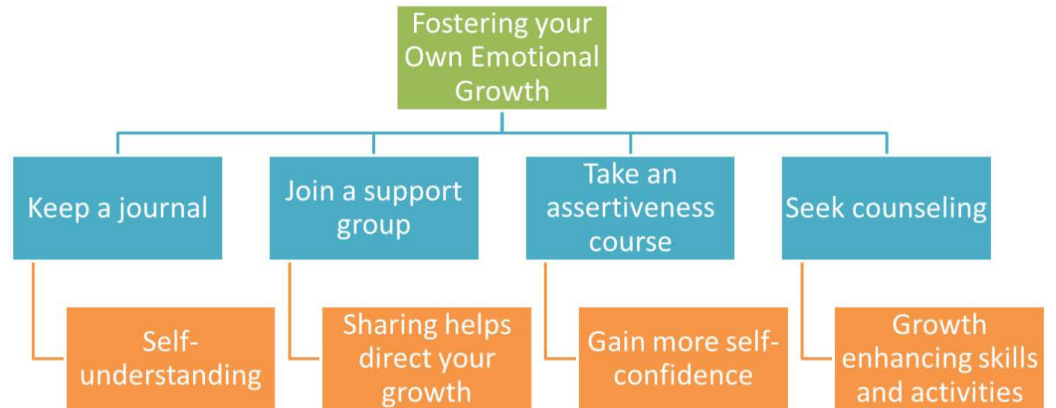 Fostering your
Own Emotional
Growth
Keep a journal
Join a support
group
Take an
assertiveness
course
Seek counseling
Self-
understanding
Sharing helps
direct your
growth
Gain more self-
confidence
Growth
enhancing skills
and activities